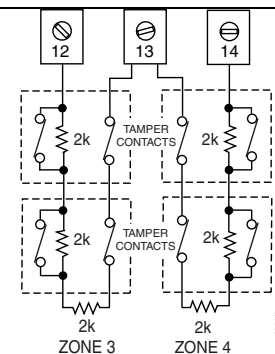 12 13 14
2k TAMPER CONTACTS 2k
2k TAMPER CONTACTS 2k
2k 2k
ZONE 3 ZONE 4